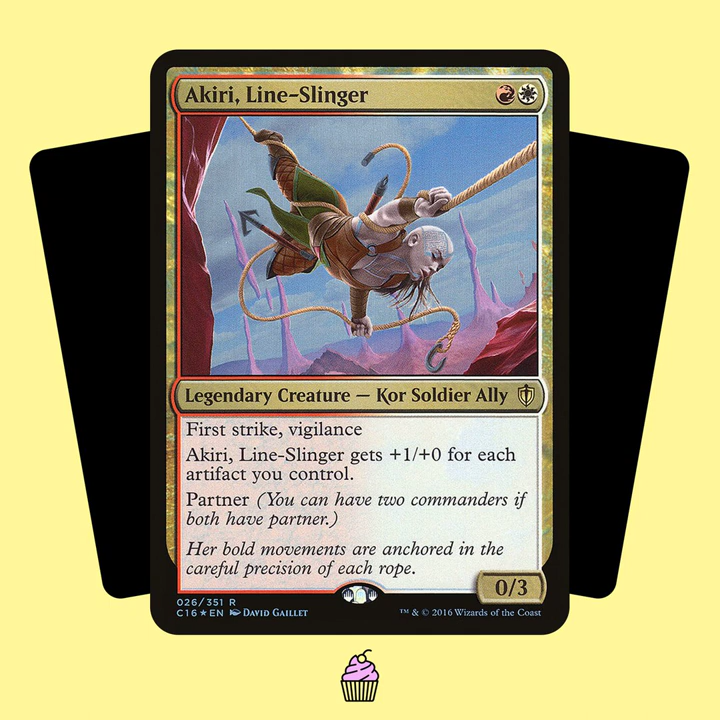 Akiri, Line-Slinger
Legendary Creature — Kor Soldier Ally
First strike, vigilance
Akiri, Line-Slinger gets +1/+0 for each
artifact you control.
Partner (You can have two commanders if
both have partner.)
Her bold movements are anchored in the
careful precision of each rope.
0/3
026/351 R
C16★EN David Gaillet
™ & © 2016 Wizards of the Coast